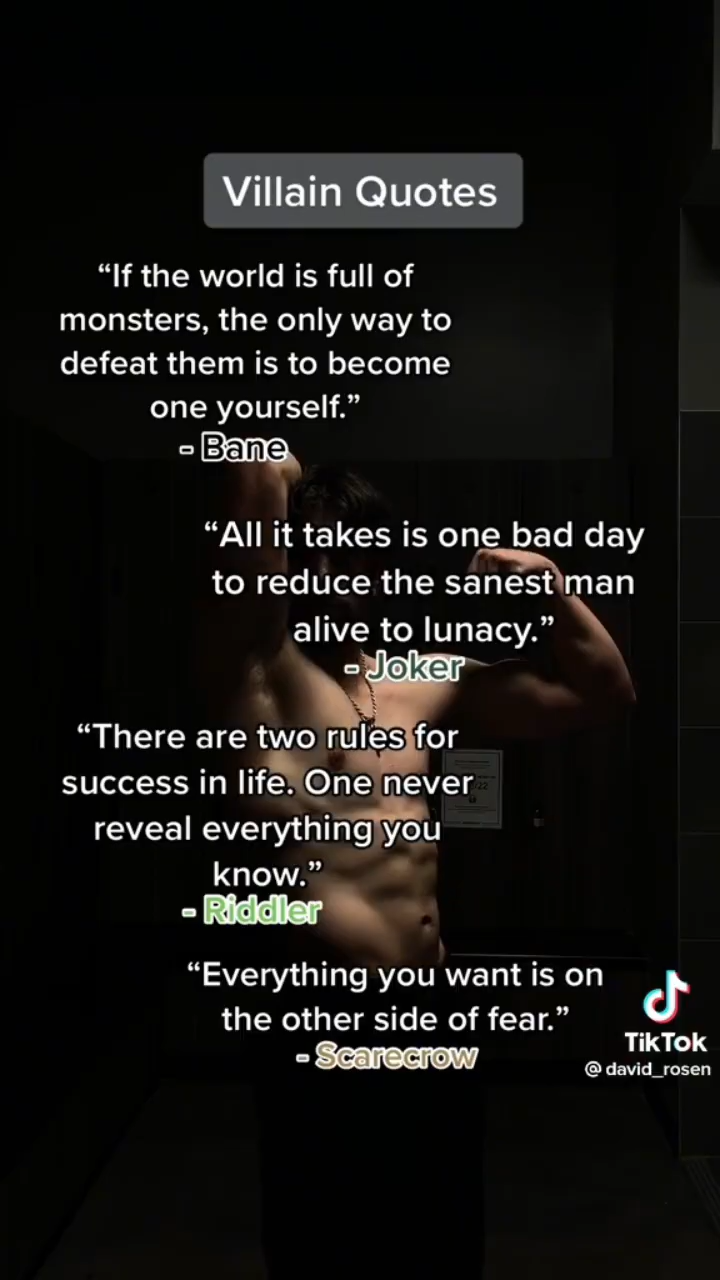 Villain Quotes
“If the world is full of
monsters, the only way to
defeat them is to become
one yourself.”
- Bane
“All it takes is one bad day
to reduce the sanest man
alive to lunacy.”
- Joker
“There are two rules for
success in life. One never
reveal everything you
know.”
- Riddler
“Everything you want is on
the other side of fear.”
- Scarecrow
TikTok
@david_rosen